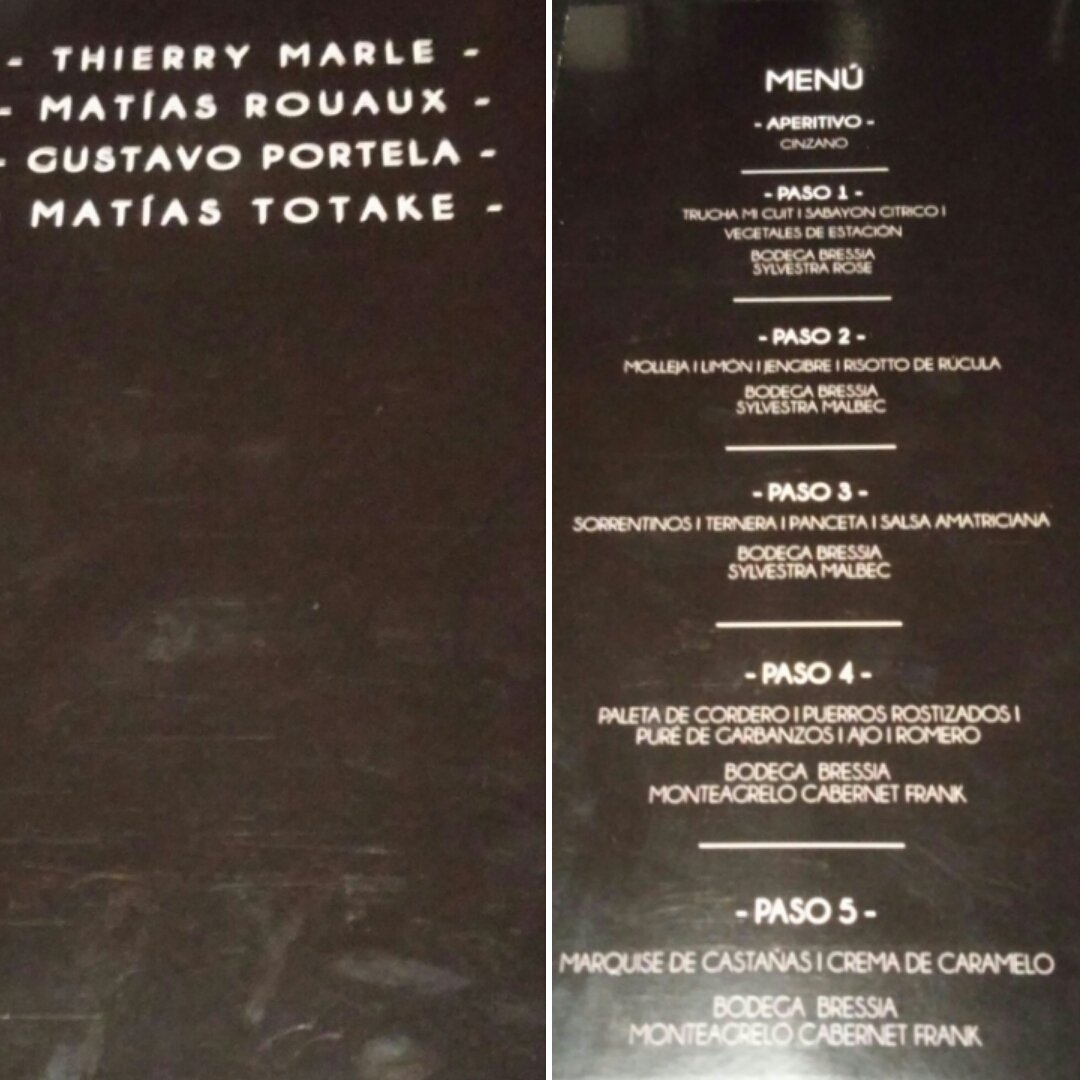 - THIERRY MARLE -
- MATÍAS ROUAUX -
- GUSTAVO PORTELA -
MATÍAS TOTAKE -
MENÚ
- APERITIVO -
CINZANO
- PASO 1 -
TRUCHA MI CUIT | SABAYON CITRICO |
VEGETALES DE ESTACIÓN
BODEGA BRESSIA
SYLVESTRA ROSE
- PASO 2 -
MOLLEJA | LIMÓN | JENGIBRE | RISOTTO DE RÚCULA
BODEGA BRESSIA
SYLVESTRA MALBEC
- PASO 3 -
SORRENTINOS | TERNERA | PANCETA | SALSA AMATRICIANA
BODEGA BRESSIA
SYLVESTRA MALBEC
- PASO 4 -
PALETA DE CORDERO | PUERROS ROSTIZADOS |
PURÉ DE GARBANZOS | AJO | ROMERO
BODEGA BRESSIA
MONTEAGRELO CABERNET FRANK
- PASO 5 -
MARQUISE DE CASTAÑAS | CREMA DE CARAMELO
BODEGA BRESSIA
MONTEAGRELO CABERNET FRANK